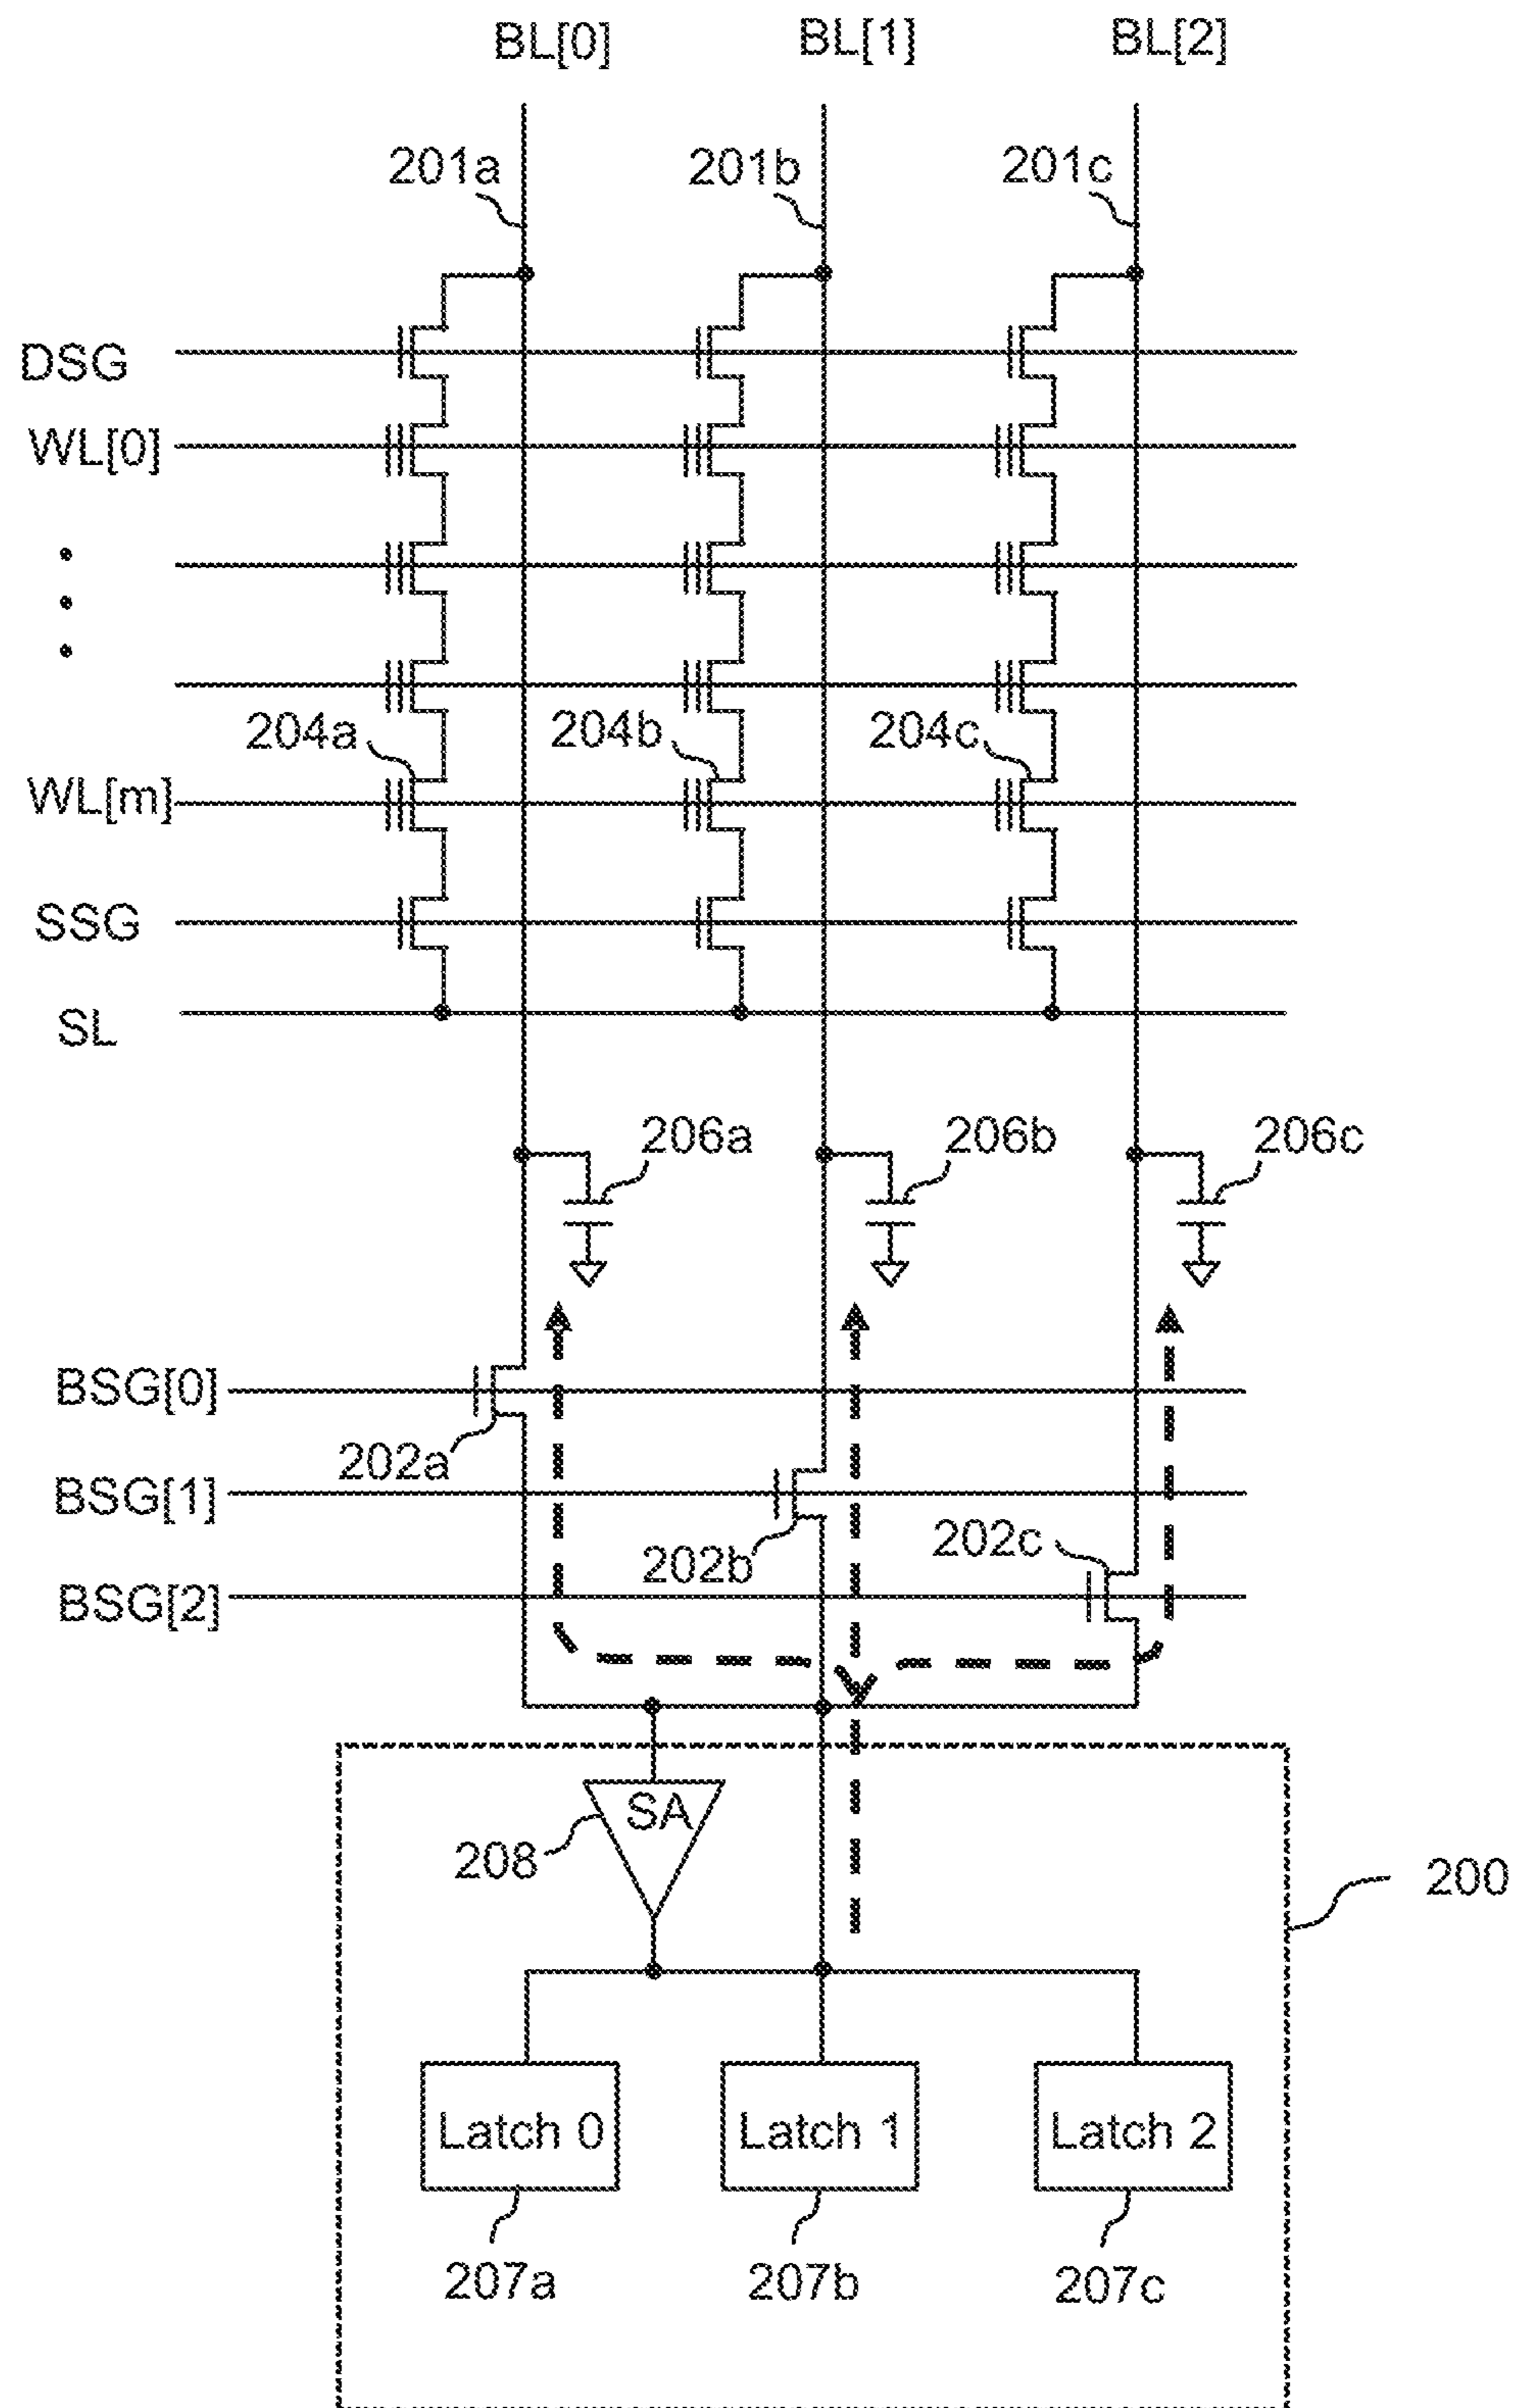 BL[0] BL[1] BL[2]
201a 201b 201c
DSG
WL[0]
204a 204b 204c
WL[m]
SSG
SL
206a 206b 206c
BSG[0]
202a
BSG[1]
202b 202c
BSG[2]
SA
208
200
Latch 0 Latch 1 Latch 2
207a 207b 207c